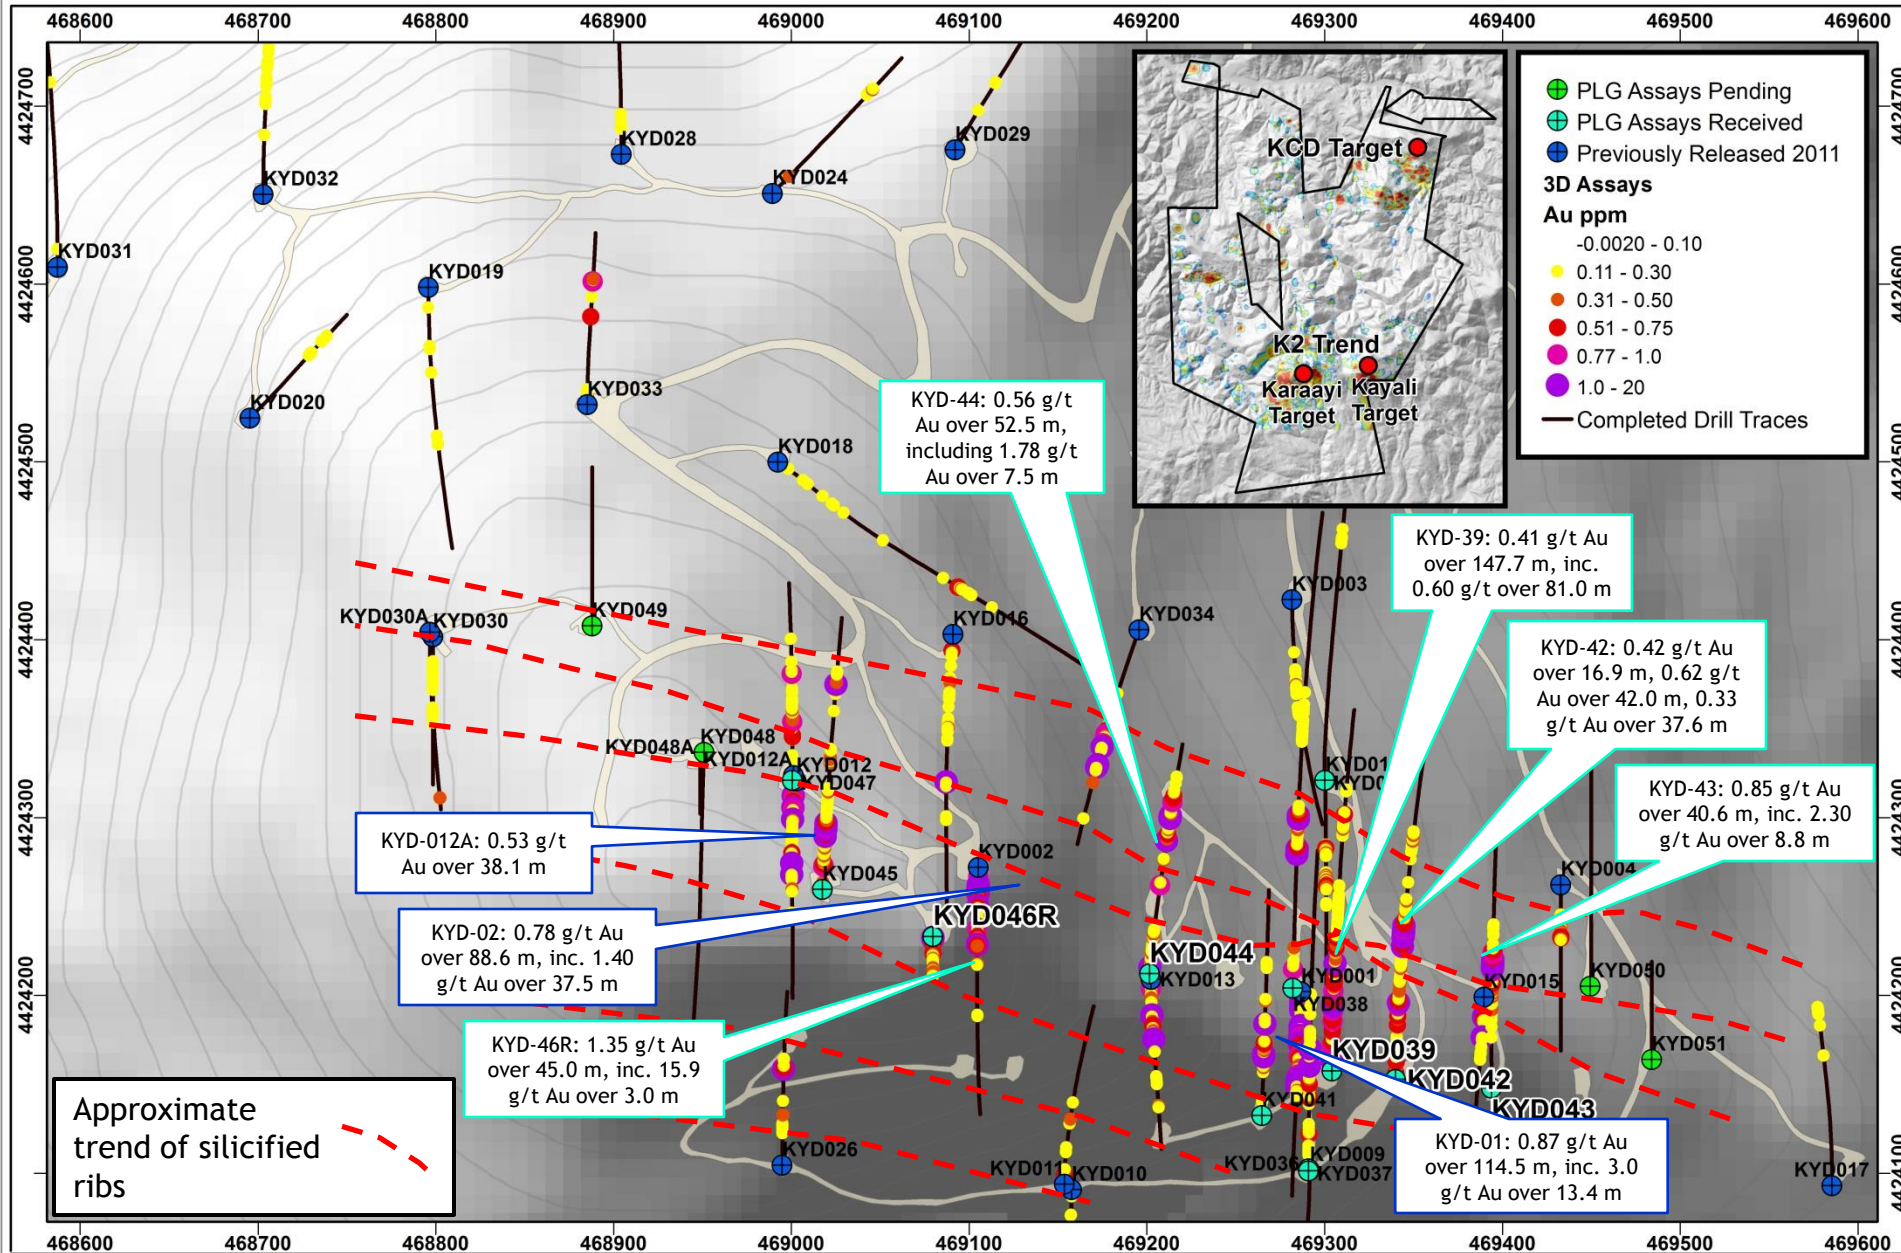 468600 468700 468800 468900 469000 469100 469200 469300 469400 469500 469600
4424700
4424600
4424500
4424400
4424300
4424200
4424100
KYD028
KYD029
KYD032
KYD024
KYD031
KYD019
KYD020
KYD033
KYD018
KYD003
KYD030A
KYD030
KYD049
KYD016
KYD034
KYD048A
KYD048
KYD012A
KYD012
KYD047
KYD01
KYD045
KYD002
KYD004
KYD046R
KYD044
KYD013
KYD001
KYD038
KYD015
KYD050
KYD039
KYD042
KYD043
KYD051
KYD041
KYD026
KYD011
KYD010
KYD036
KYD009
KYD037
KYD017
KCD Target
K2 Trend
Karaayi
Target
Kayali
Target
PLG Assays Pending
PLG Assays Received
Previously Released 2011
3D Assays
Au ppm
-0.0020 - 0.10
0.11 - 0.30
0.31 - 0.50
0.51 - 0.75
0.77 - 1.0
1.0 - 20
Completed Drill Traces
KYD-44: 0.56 g/t
Au over 52.5 m,
including 1.78 g/t
Au over 7.5 m
KYD-39: 0.41 g/t Au
over 147.7 m, inc.
0.60 g/t over 81.0 m
KYD-42: 0.42 g/t Au
over 16.9 m, 0.62 g/t
Au over 42.0 m, 0.33
g/t Au over 37.6 m
KYD-43: 0.85 g/t Au
over 40.6 m, inc. 2.30
g/t Au over 8.8 m
KYD-012A: 0.53 g/t
Au over 38.1 m
KYD-02: 0.78 g/t Au
over 88.6 m, inc. 1.40
g/t Au over 37.5 m
KYD-46R: 1.35 g/t Au
over 45.0 m, inc. 15.9
g/t Au over 3.0 m
KYD-01: 0.87 g/t Au
over 114.5 m, inc. 3.0
g/t Au over 13.4 m
Approximate
trend of silicified
ribs
4424700
4424600
4424500
4424400
4424300
4424200
4424100
468600 468700 468800 468900 469000 469100 469200 469300 469400 469500 469600